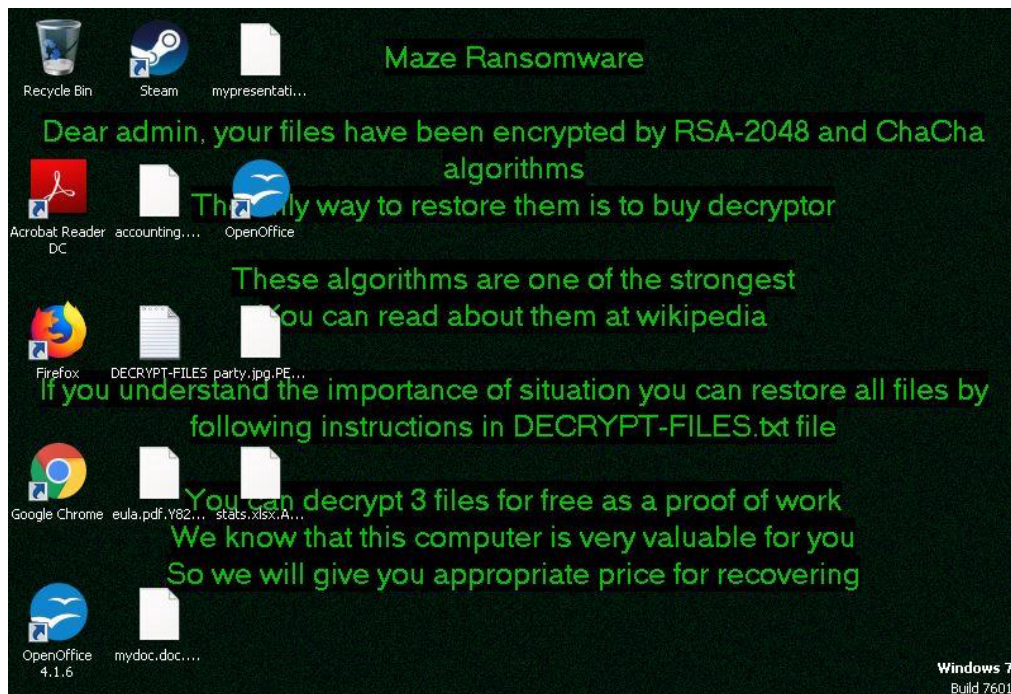 Maze Ransomware
Dear admin, your files have been encrypted by RSA-2048 and ChaCha
algorithms
The only way to restore them is to buy decryptor
These algorithms are one of the strongest
You can read about them at wikipedia
If you understand the importance of situation you can restore all files by
following instructions in DECRYPT-FILES.txt file
You can decrypt 3 files for free as a proof of work
We know that this computer is very valuable for you
So we will give you appropriate price for recovering
Recycle Bin
Steam
mypresentati...
Acrobat Reader
DC
accounting....
OpenOffice
Firefox
DECRYPT-FILES
party.jpg.PE...
Google Chrome
eula.pdf.Y82...
stats.xlsx.A...
OpenOffice
4.1.6
mydoc.doc....
Windows 7
Build 7601